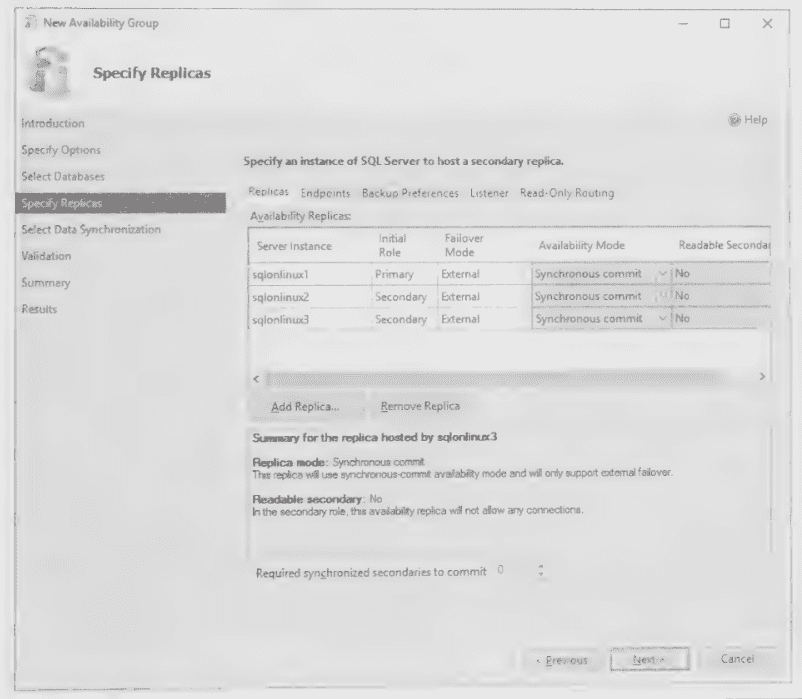 New Availability Group
Specify Replicas
Help
Introduction
Specify Options
Select Databases
Specify Replicas
Select Data Synchronization
Validation
Summary
Results
Specify an instance of SQL Server to host a secondary replica.
Replicas Endpoints Backup Preferences Listener Read-Only Routing
Availability Replicas:
Server Instance Initial Role Failover Mode Availability Mode Readable Seconda
sqlonlinux1 Primary External Synchronous commit No
sqlonlinux2 Secondary External Synchronous commit No
sqlonlinux3 Secondary External Synchronous commit No
Add Replica... Remove Replica
Summary for the replica hosted by sqlonlinux3
Replica mode: Synchronous commit
This replica will use synchronous-commit availability mode and will only support external failover.
Readable secondary: No
In the secondary role, this availability replica will not allow any connections.
Required synchronized secondaries to commit 0
< Previous Next > Cancel